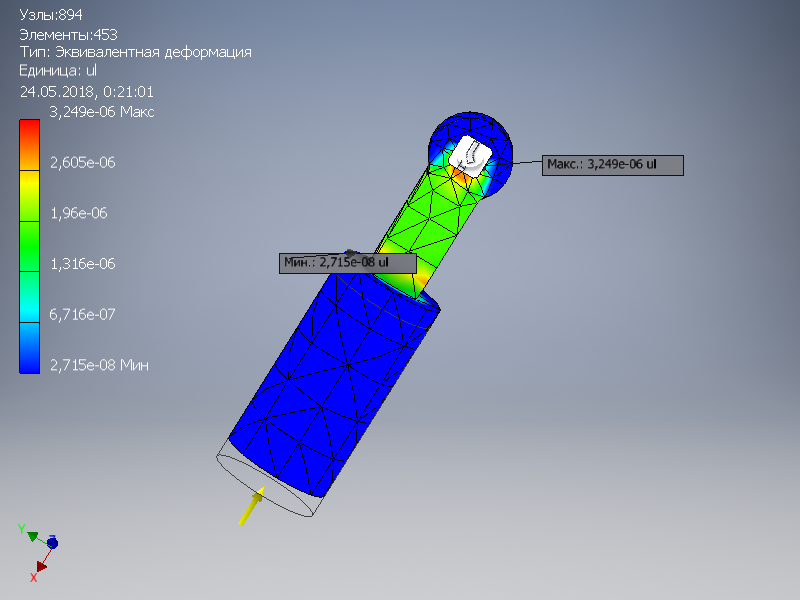 Узлы:894
Элементы:453
Тип: Эквивалентная деформация
Единица: ul
24.05.2018, 0:21:01
3,249e-06 Макс
2,605e-06
1,96e-06
1,316e-06
6,716e-07
2,715e-08 Мин
Макс.: 3,249e-06 ul
Мин.: 2,715e-08 ul
Y
Z
X